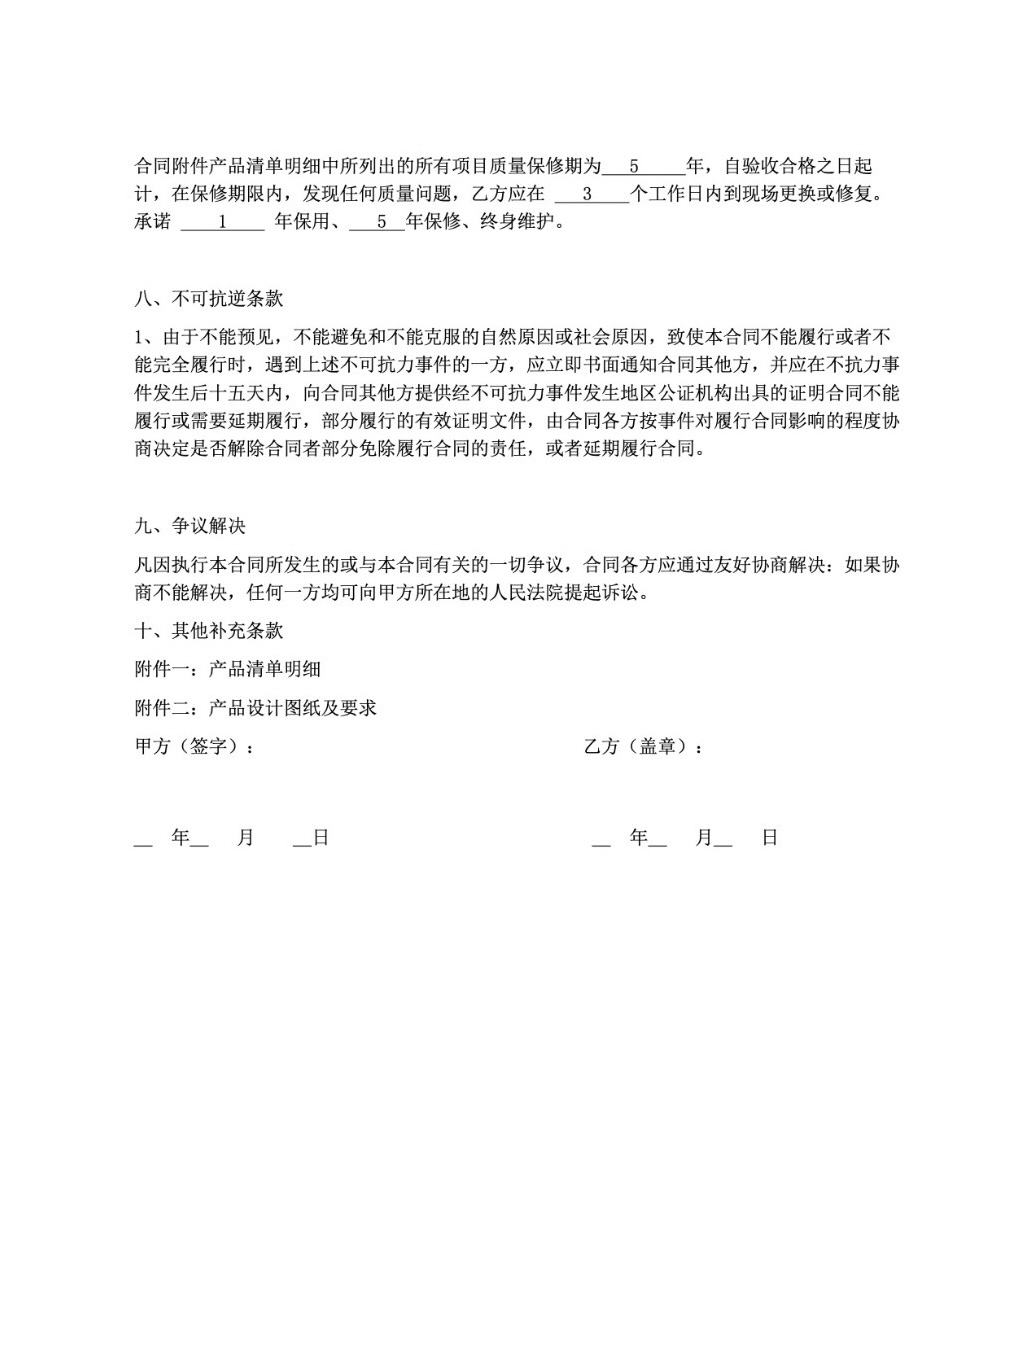 合同附件产品清单明细中所列出的所有项目质量保修期为 5 年，自验收合格之日起
计，在保修期限内，发现任何质量问题，乙方应在 3 个工作日内到现场更换或修复。
承诺 1 年保用、 5 年保修、终身维护。
八、不可抗逆条款
1、由于不能预见，不能避免和不能克服的自然原因或社会原因，致使本合同不能履行或者不
能完全履行时，遇到上述不可抗力事件的一方，应立即书面通知合同其他方，并应在不抗力事
件发生后十五天内，向合同其他方提供经不可抗力事件发生地区公证机构出具的证明合同不能
履行或需要延期履行，部分履行的有效证明文件，由合同各方按事件对履行合同影响的程度协
商决定是否解除合同者部分免除履行合同的责任，或者延期履行合同。
九、争议解决
凡因执行本合同所发生的或与本合同有关的一切争议，合同各方应通过友好协商解决：如果协
商不能解决，任何一方均可向甲方所在地的人民法院提起诉讼。
十、其他补充条款
附件一：产品清单明细
附件二：产品设计图纸及要求
甲方（签字）： 乙方（盖章）：
__ 年__ 月 __日 __ 年__ 月__ 日